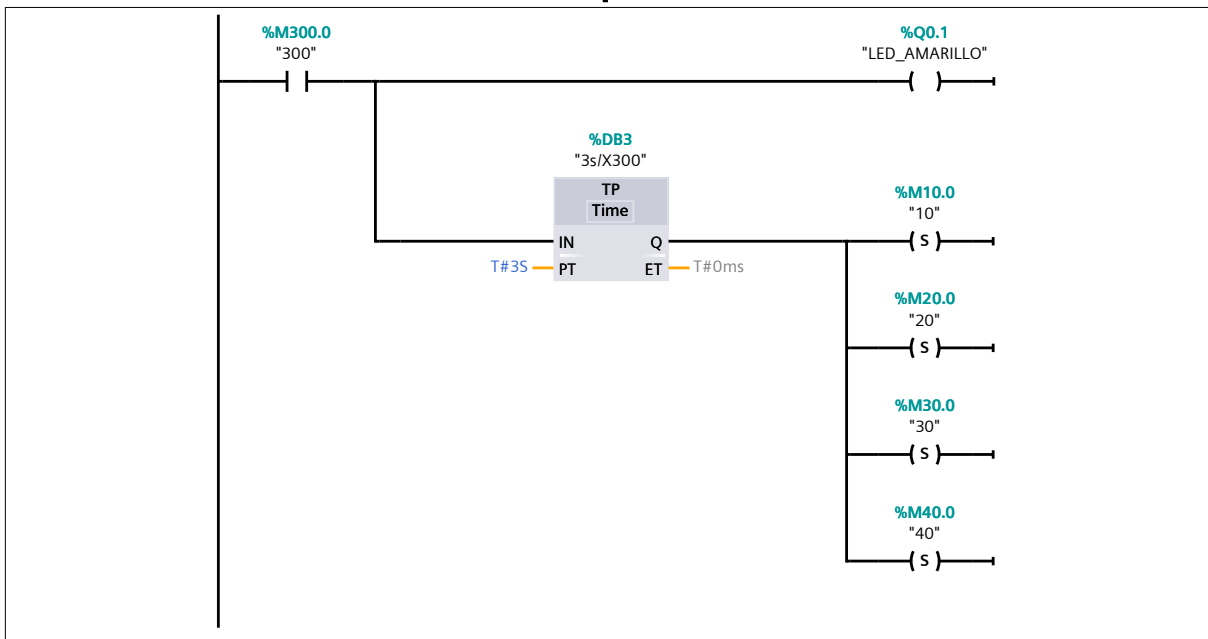 %M300.0
"300"
%Q0.1
"LED_AMARILLO"
%DB3
"3s/X300"
TP
Time
IN
Q
T#3S
PT
ET
T#0ms
%M10.0
"10"
S
%M20.0
"20"
S
%M30.0
"30"
S
%M40.0
"40"
S